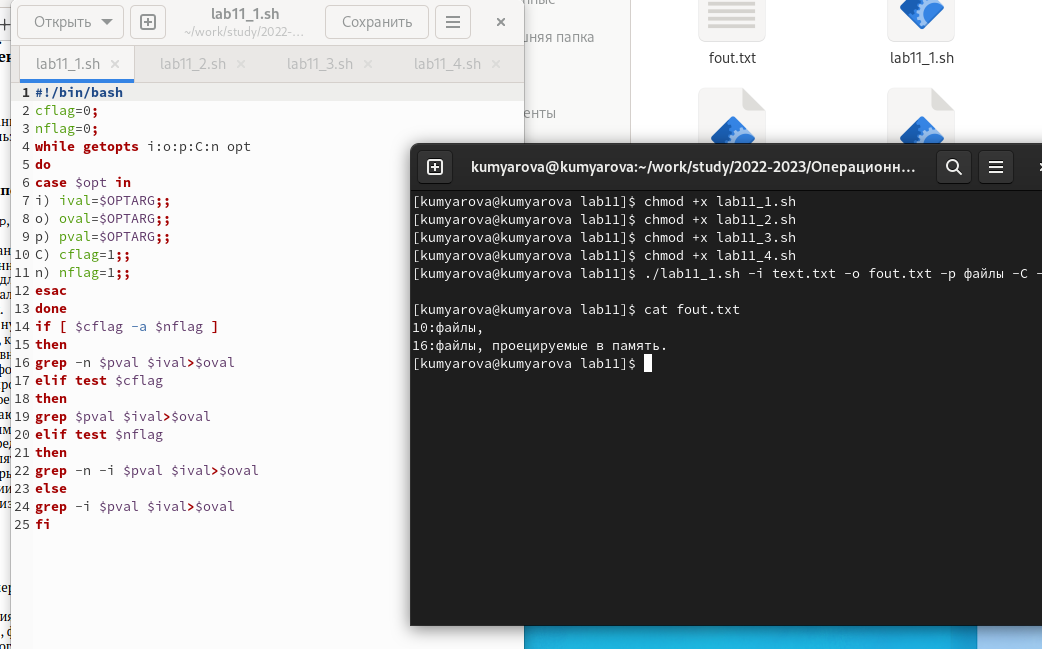 Открыть
lab11_1.sh
~/work/study/2022-...
Сохранить
lab11_1.sh
lab11_2.sh
lab11_3.sh
lab11_4.sh
1 #!/bin/bash
2 cflag=0;
3 nflag=0;
4 while getopts i:o:p:C:n opt
5 do
6 case $opt in
7 i) ival=$OPTARG;;
8 o) oval=$OPTARG;;
9 p) pval=$OPTARG;;
10 C) cflag=1;;
11 n) nflag=1;;
12 esac
13 done
14 if [ $cflag -a $nflag ]
15 then
16 grep -n $pval $ival>$oval
17 elif test $cflag
18 then
19 grep $pval $ival>$oval
20 elif test $nflag
21 then
22 grep -n -i $pval $ival>$oval
23 else
24 grep -i $pval $ival>$oval
25 fi
папка
fout.txt
lab11_1.sh
kumyarova@kumyarova:~/work/study/2022-2023/Операционн...
[kumyarova@kumyarova lab11]$ chmod +x lab11_1.sh
[kumyarova@kumyarova lab11]$ chmod +x lab11_2.sh
[kumyarova@kumyarova lab11]$ chmod +x lab11_3.sh
[kumyarova@kumyarova lab11]$ chmod +x lab11_4.sh
[kumyarova@kumyarova lab11]$ ./lab11_1.sh -i text.txt -o fout.txt -p файлы -C -
[kumyarova@kumyarova lab11]$ cat fout.txt
10:файлы,
16:файлы, проецируемые в память.
[kumyarova@kumyarova lab11]$